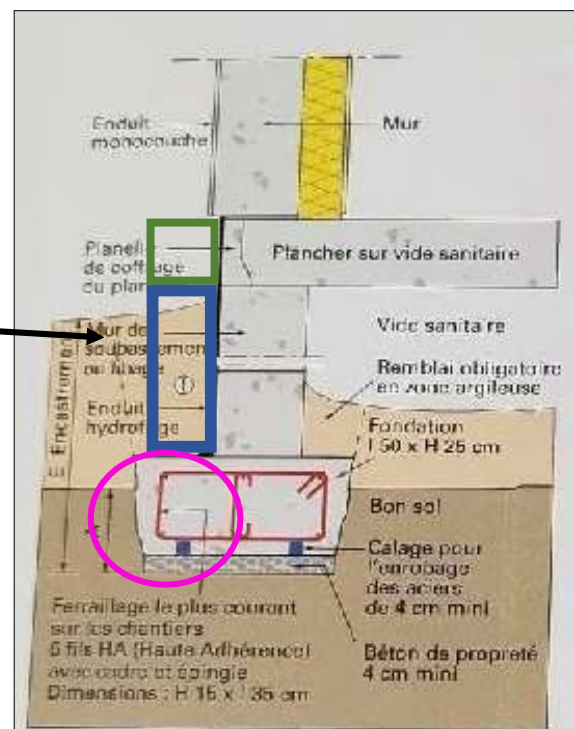 Enduit
monocouche
Mur
Planelle
de coffrage
du
Plancher sur vide sanitaire
Mur de
soubassement
ou
Vide sanitaire
①
Enduit
hydrofuge
Remblai obligatoire
en zone argileuse
Fondation
l 50 x H 25 cm
E: Encastrement
Bon sol
Calage pour
l'enrobage
des aciers
de 4 cm mini
Ferraillage le plus courant
sur les chantiers
6 fils HA (Haute Adhérence)
avec cadre et épingle
Dimensions : H 15 x l 35 cm
Béton de propreté
4 cm mini